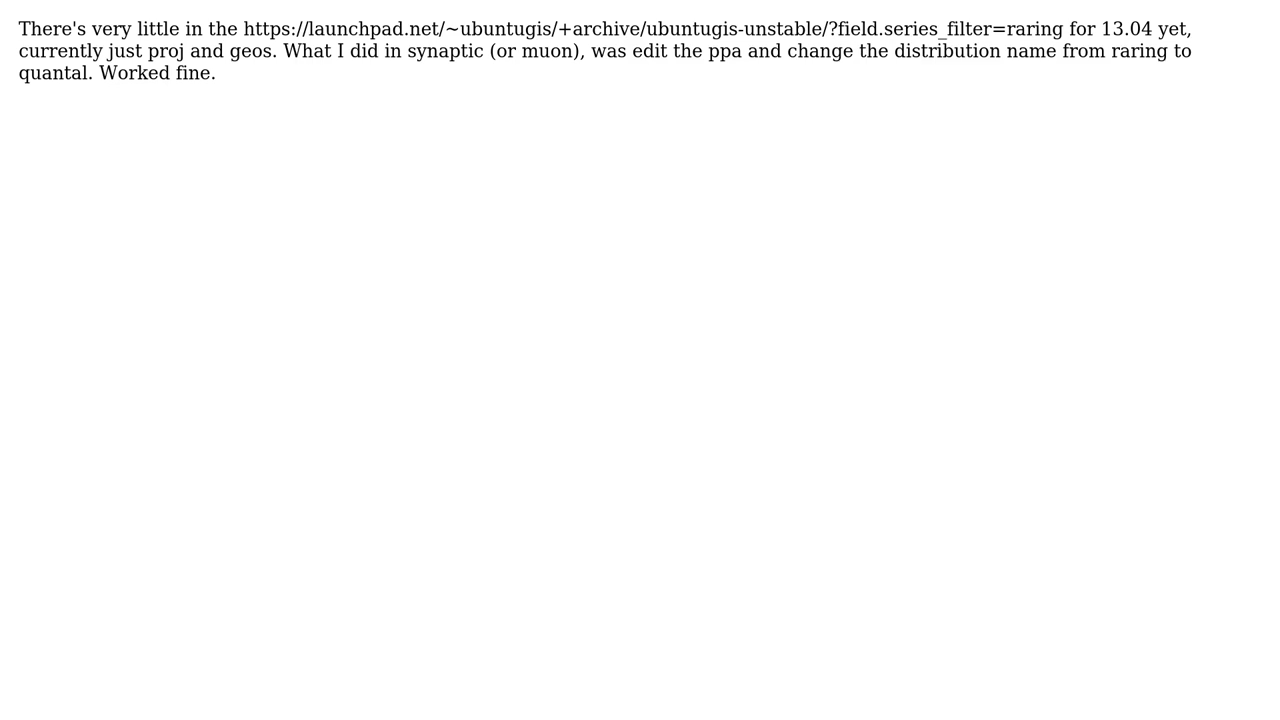 There's very little in the https://launchpad.net/~ubuntugis/+archive/ubuntugis-unstable/?field.series_filter=raring for 13.04 yet,
currently just proj and geos. What I did in synaptic (or muon), was edit the ppa and change the distribution name from raring to
quantal. Worked fine.